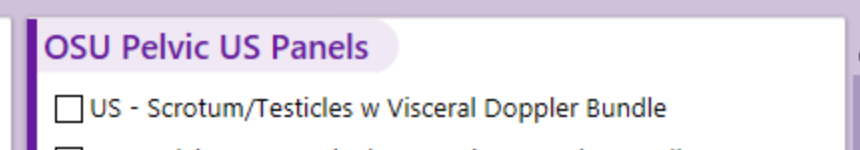 OSU Pelvic US Panels
US - Scrotum/Testicles w Visceral Doppler Bundle